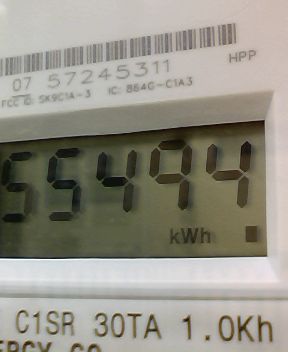 HPP
07 57245311
FCC ID: SK9C1A-3 IC: 864G-C1A3
55494
kWh
C1SR 30TA 1.0Kh